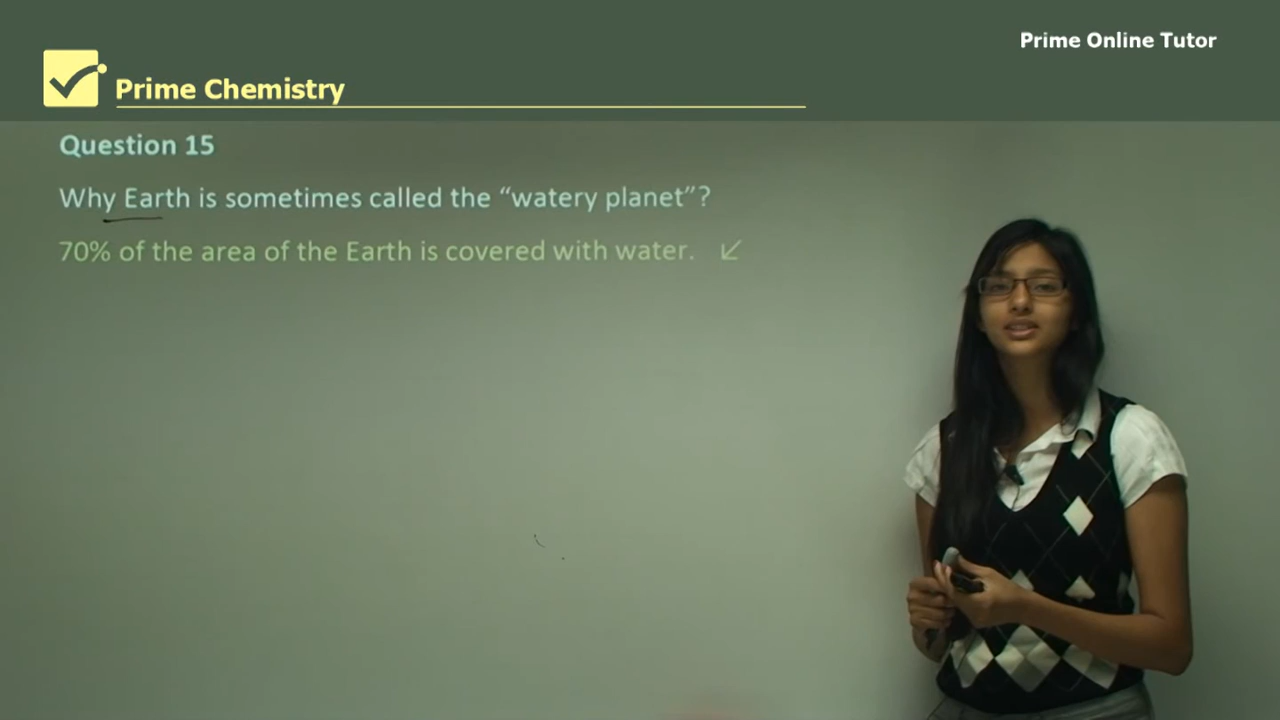 Prime Online Tutor
Prime Chemistry
Question 15
Why Earth is sometimes called the “watery planet”?
70% of the area of the Earth is covered with water.